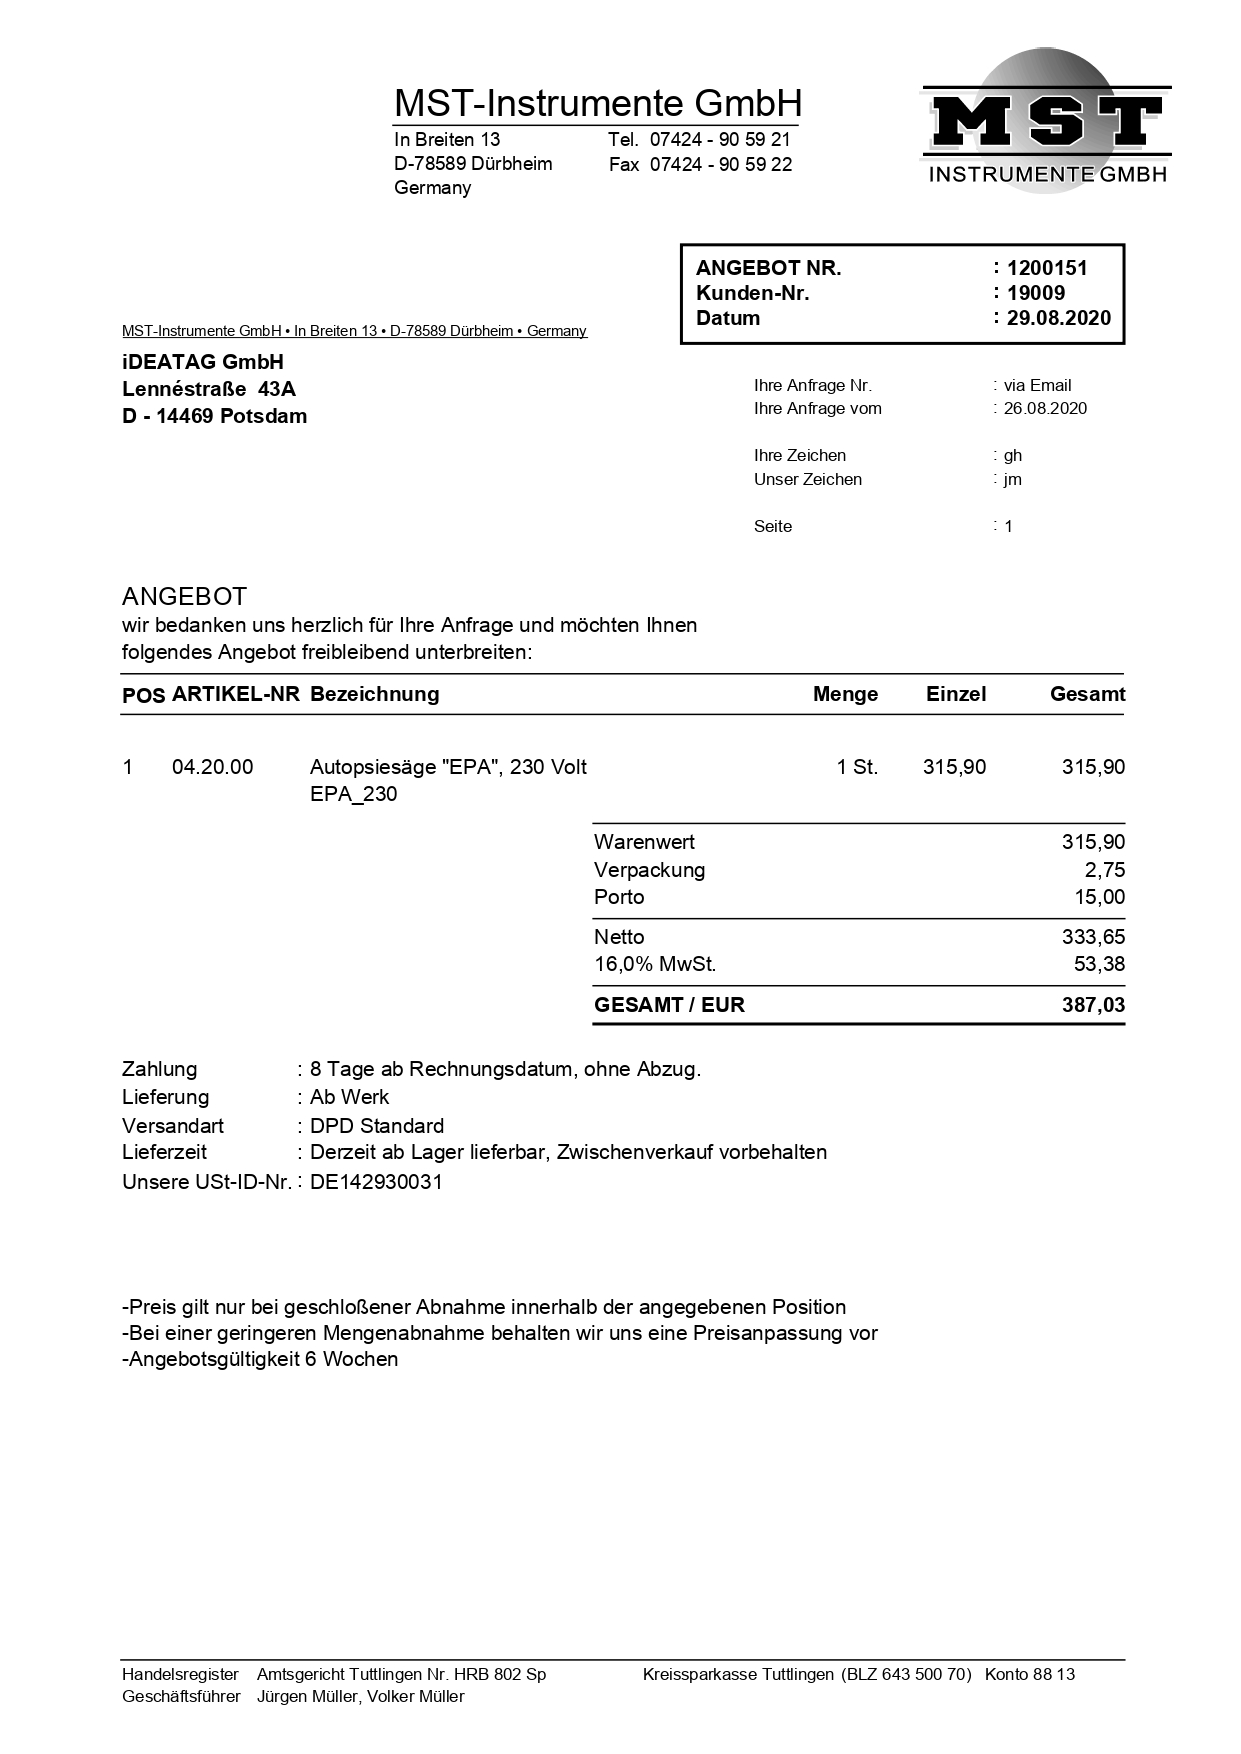 MST-Instrumente GmbH
In Breiten 13 Tel. 07424 - 90 59 21
D-78589 Dürbheim Fax 07424 - 90 59 22
Germany
MST
INSTRUMENTE GMBH
ANGEBOT NR. : 1200151
Kunden-Nr. : 19009
Datum : 29.08.2020
MST-Instrumente GmbH • In Breiten 13 • D-78589 Dürbheim • Germany
iDEATAG GmbH
Lennéstraße 43A
D - 14469 Potsdam
Ihre Anfrage Nr. : via Email
Ihre Anfrage vom : 26.08.2020
Ihre Zeichen : gh
Unser Zeichen : jm
Seite : 1
ANGEBOT
wir bedanken uns herzlich für Ihre Anfrage und möchten Ihnen
folgendes Angebot freibleibend unterbreiten:
POS ARTIKEL-NR Bezeichnung Menge Einzel Gesamt
1 04.20.00 Autopsiesäge "EPA", 230 Volt 1 St. 315,90 315,90
EPA_230
Warenwert 315,90
Verpackung 2,75
Porto 15,00
Netto 333,65
16,0% MwSt. 53,38
GESAMT / EUR 387,03
Zahlung : 8 Tage ab Rechnungsdatum, ohne Abzug.
Lieferung : Ab Werk
Versandart : DPD Standard
Lieferzeit : Derzeit ab Lager lieferbar, Zwischenverkauf vorbehalten
Unsere USt-ID-Nr. : DE142930031
-Preis gilt nur bei geschloßener Abnahme innerhalb der angegebenen Position
-Bei einer geringeren Mengenabnahme behalten wir uns eine Preisanpassung vor
-Angebotsgültigkeit 6 Wochen
Handelsregister Amtsgericht Tuttlingen Nr. HRB 802 Sp Kreissparkasse Tuttlingen (BLZ 643 500 70) Konto 88 13
Geschäftsführer Jürgen Müller, Volker Müller